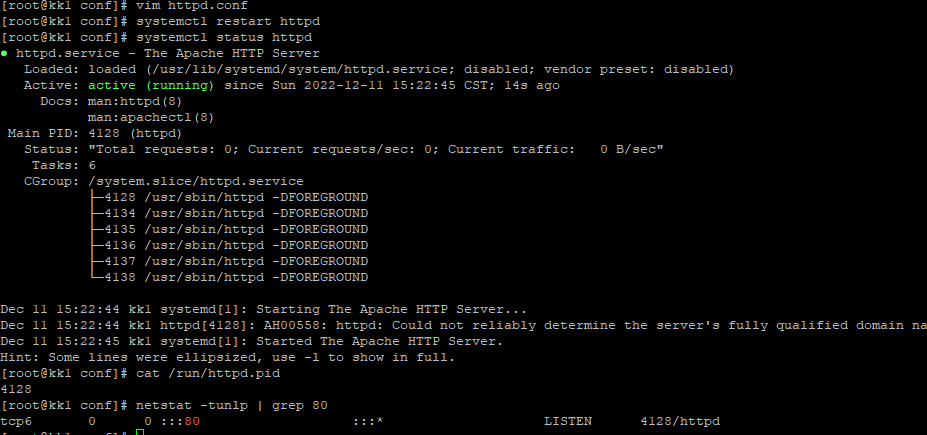 [root@kk1 conf]# vim httpd.conf
[root@kk1 conf]# systemctl restart httpd
[root@kk1 conf]# systemctl status httpd
● httpd.service - The Apache HTTP Server
   Loaded: loaded (/usr/lib/systemd/system/httpd.service; disabled; vendor preset: disabled)
   Active: active (running) since Sun 2022-12-11 15:22:45 CST; 14s ago
     Docs: man:httpd(8)
           man:apachectl(8)
 Main PID: 4128 (httpd)
   Status: "Total requests: 0; Current requests/sec: 0; Current traffic:   0 B/sec"
    Tasks: 6
   CGroup: /system.slice/httpd.service
           ├─4128 /usr/sbin/httpd -DFOREGROUND
           ├─4134 /usr/sbin/httpd -DFOREGROUND
           ├─4135 /usr/sbin/httpd -DFOREGROUND
           ├─4136 /usr/sbin/httpd -DFOREGROUND
           ├─4137 /usr/sbin/httpd -DFOREGROUND
           └─4138 /usr/sbin/httpd -DFOREGROUND
Dec 11 15:22:44 kk1 systemd[1]: Starting The Apache HTTP Server...
Dec 11 15:22:44 kk1 httpd[4128]: AH00558: httpd: Could not reliably determine the server's fully qualified domain na
Dec 11 15:22:45 kk1 systemd[1]: Started The Apache HTTP Server.
Hint: Some lines were ellipsized, use -l to show in full.
[root@kk1 conf]# cat /run/httpd.pid
4128
[root@kk1 conf]# netstat -tunlp | grep 80
tcp6       0      0 :::80                   :::*                    LISTEN      4128/httpd
[root@kk1 conf]#